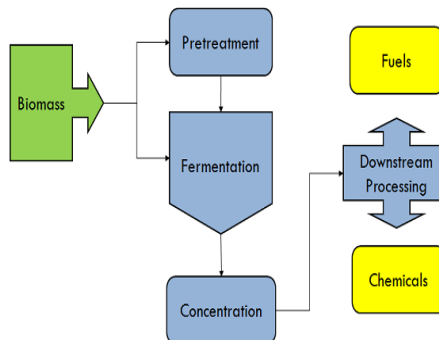 Pretreatment
Fuels
Biomass
Fermentation
Downstream
Processing
Concentration
Chemicals